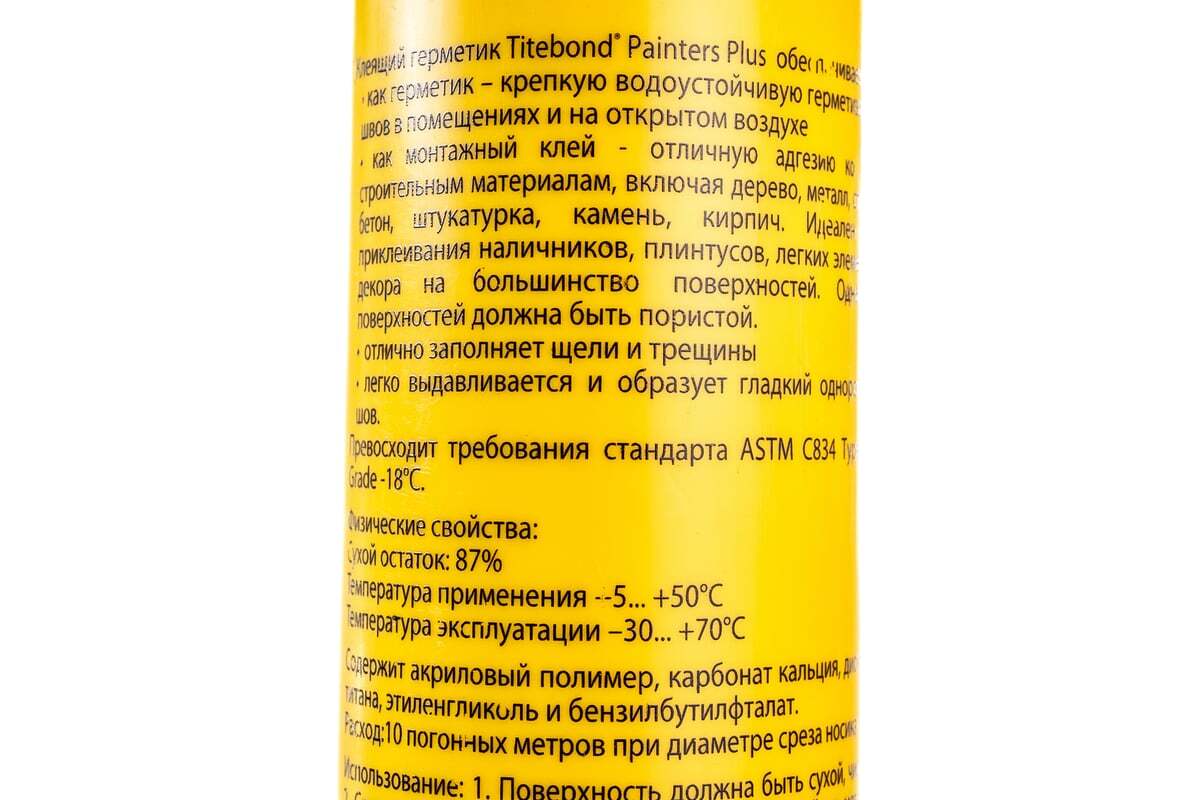 Клеящий герметик Titebond® Painters Plus
• как герметик – крепкую водоустойчивую
швов в помещениях и на открытом воздухе
• как монтажный клей - отличную адгезию ко
строительным материалам, включая дерево, металл,
бетон, штукатурка, камень, кирпич.
приклеивания наличников, плинтусов, легких
декора на большинство поверхностей.
поверхностей должна быть пористой.
• отлично заполняет щели и трещины
• легко выдавливается и образует гладкий
шов.
Превосходит требования стандарта ASTM C834
Grade -18°C.
Физические свойства:
Сухой остаток: 87%
Температура применения --5... +50°C
Температура эксплуатации –30... +70°C
Содержит акриловый полимер, карбонат кальция,
титана, этиленгликоль и бензилбутилфталат.
Расход:10 погонных метров при диаметре среза носика
Использование: 1. Поверхность должна быть сухой,